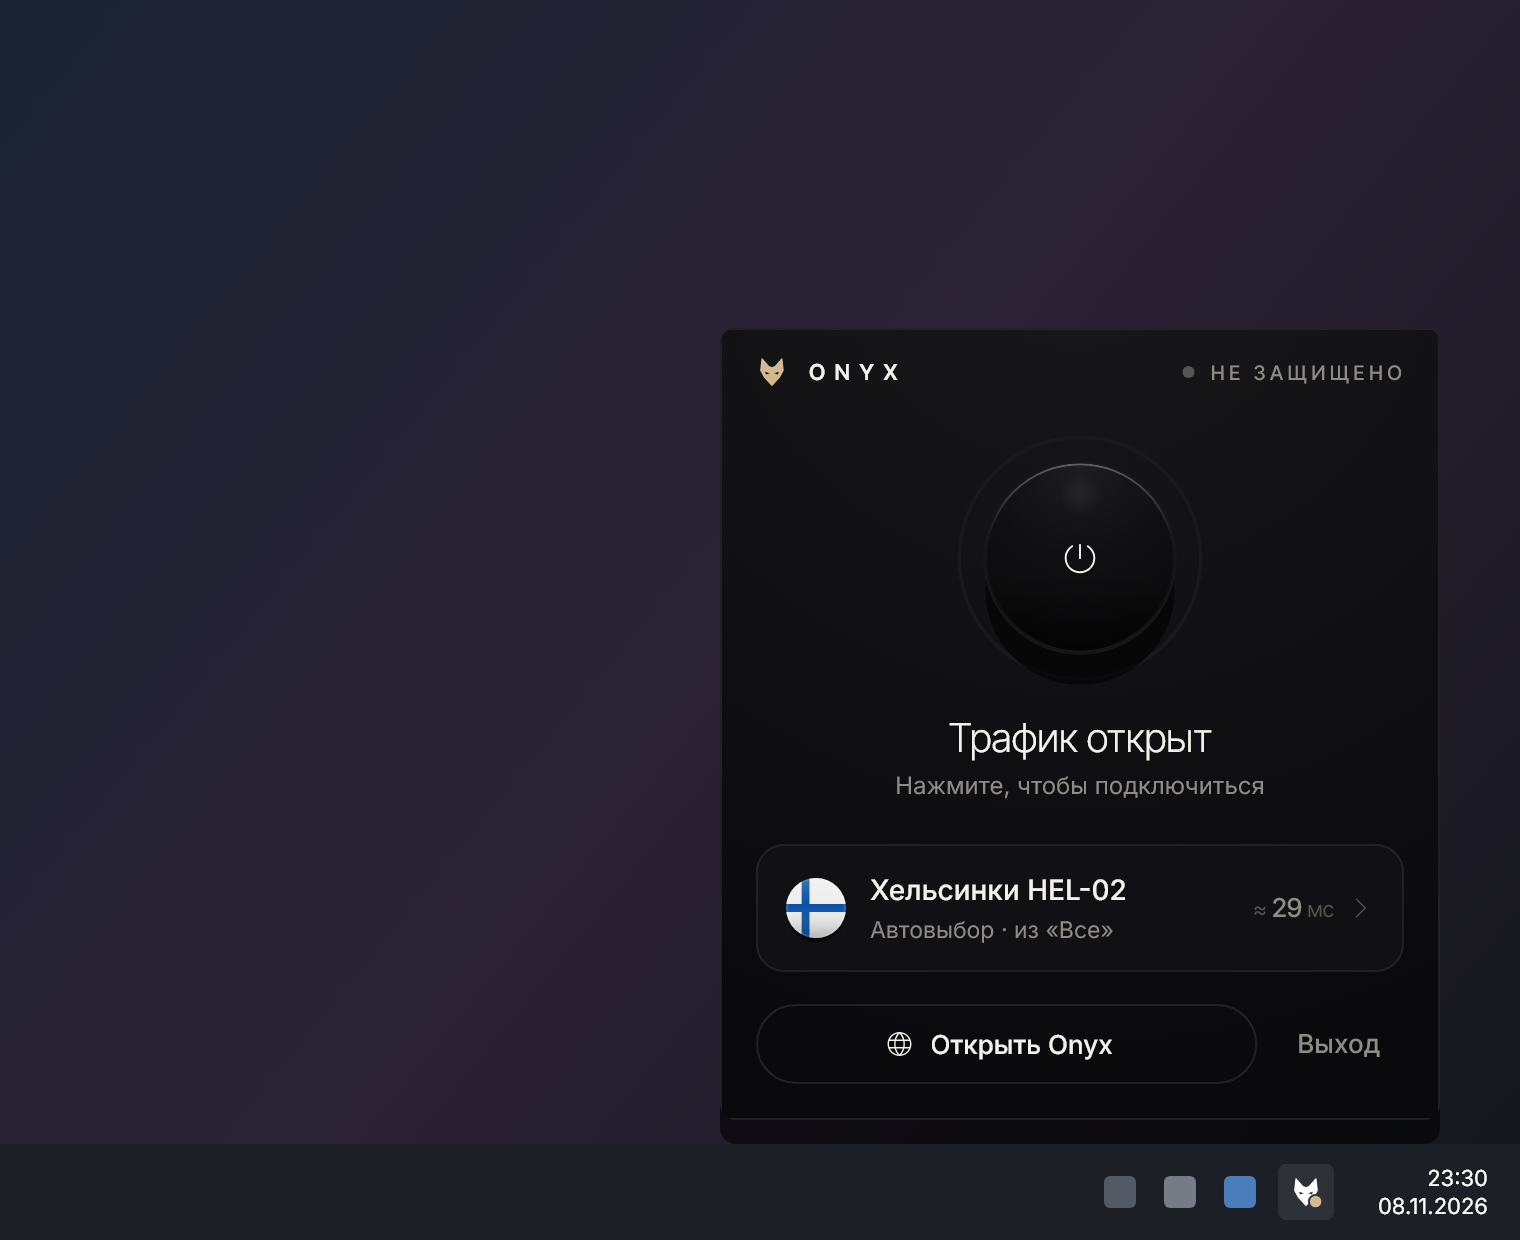 ONYX
НЕ ЗАЩИЩЕНО
Трафик открыт
Нажмите, чтобы подключиться
Хельсинки HEL-02
Автовыбор · из «Все»
≈ 29 мс
Открыть Onyx
Выход
23:30
08.11.2026